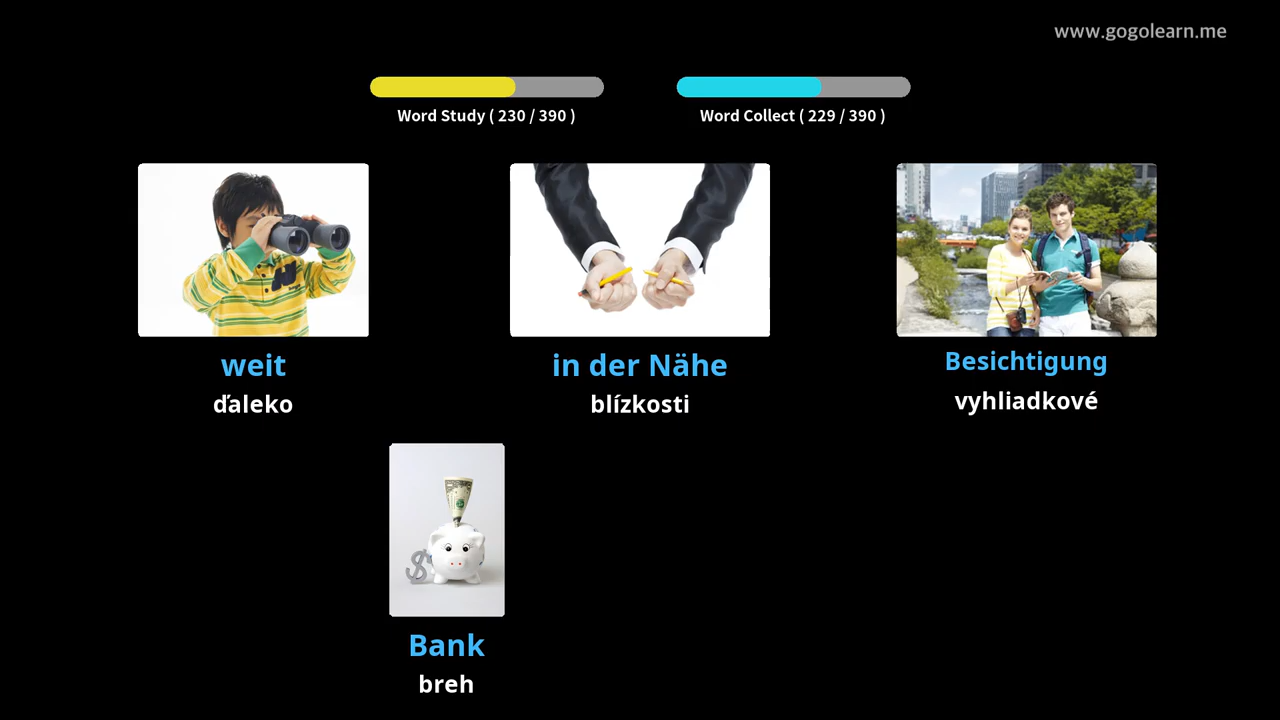 www.gogolearn.me
Word Study ( 230 / 390 )
Word Collect ( 229 / 390 )
weit
in der Nähe
Besichtigung
ďaleko
blízkosti
vyhliadkové
Bank
breh